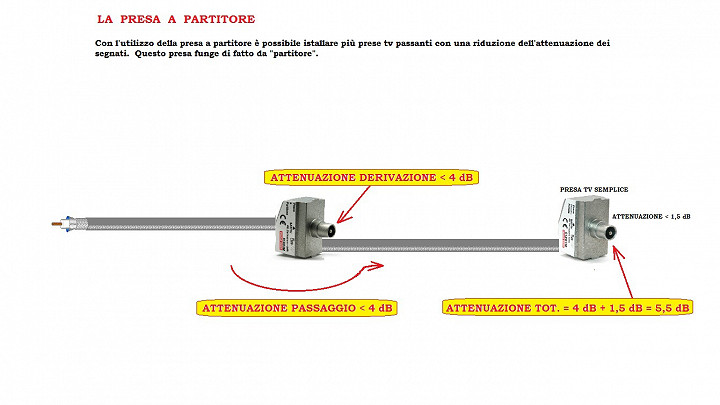 LA PRESA A PARTITORE
Con l'utilizzo della presa a partitore è possibile istallare più prese tv passanti con una riduzione dell'attenuazione dei
segnati. Questo presa funge di fatto da "partitore".
ATTENUAZIONE DERIVAZIONE < 4 dB
PRESA TV SEMPLICE
ATTENUAZIONE < 1,5 dB
ATTENUAZIONE PASSAGGIO < 4 dB
ATTENUAZIONE TOT. = 4 dB + 1,5 dB = 5,5 dB